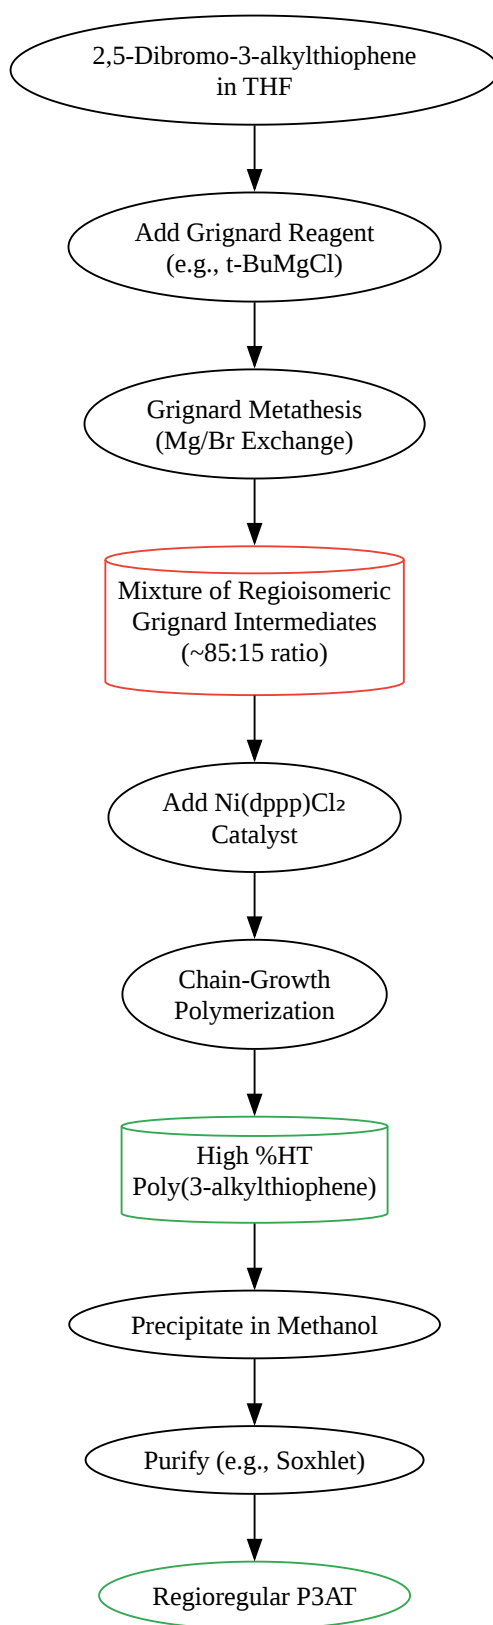 2,5-Dibromo-3-alkylthiophene
in THF
Add Grignard Reagent
(e.g., t-BuMgCl)
Grignard Metathesis
(Mg/Br Exchange)
Mixture of Regioisomeric
Grignard Intermediates
(~85:15 ratio)
Add Ni(dppp)Cl₂
Catalyst
Chain-Growth
Polymerization
High %HT
Poly(3-alkylthiophene)
Precipitate in Methanol
Purify (e.g., Soxhlet)
Regioregular P3AT